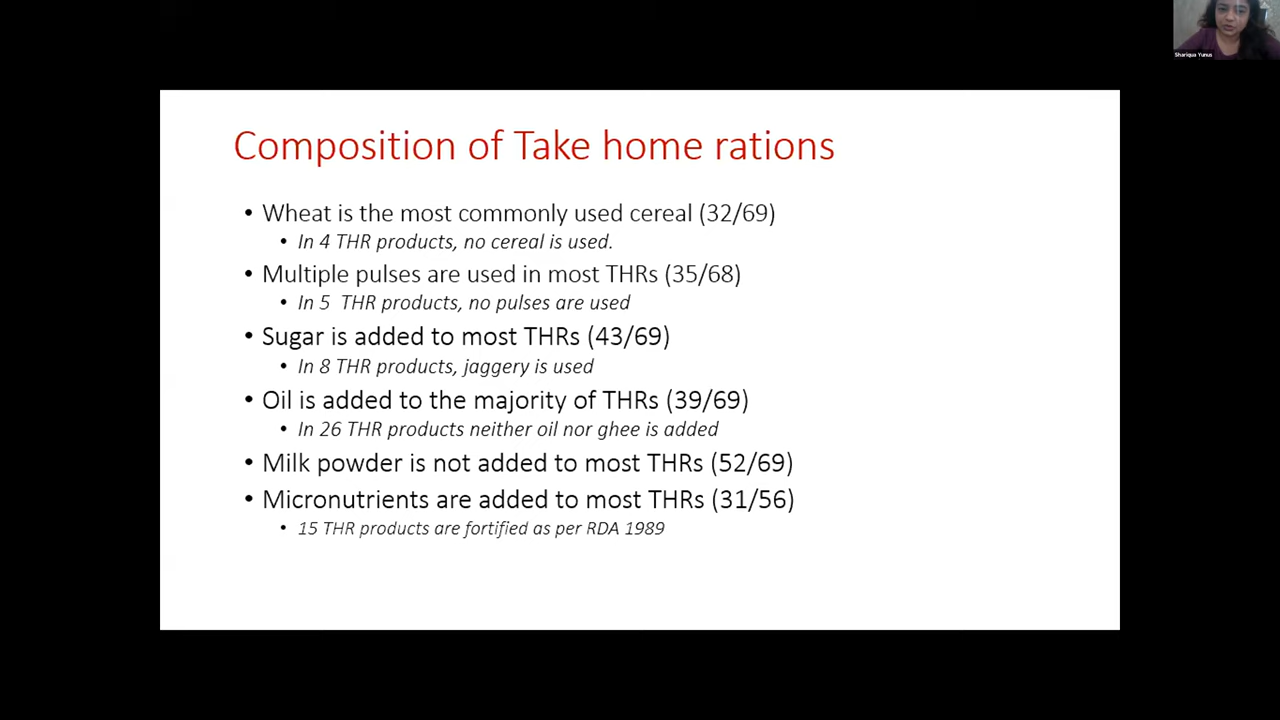 Shariqua Yunus
Composition of Take home rations
• Wheat is the most commonly used cereal (32/69)
• In 4 THR products, no cereal is used.
• Multiple pulses are used in most THRs (35/68)
• In 5 THR products, no pulses are used
• Sugar is added to most THRs (43/69)
• In 8 THR products, jaggery is used
• Oil is added to the majority of THRs (39/69)
• In 26 THR products neither oil nor ghee is added
• Milk powder is not added to most THRs (52/69)
• Micronutrients are added to most THRs (31/56)
• 15 THR products are fortified as per RDA 1989